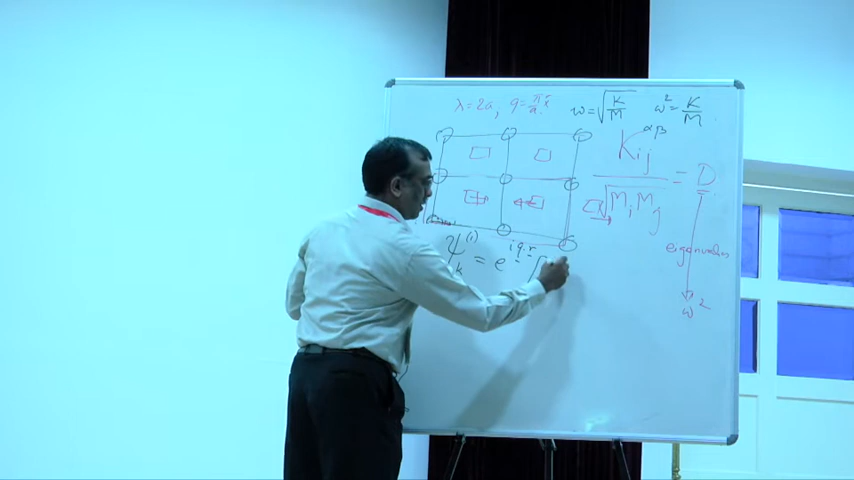 λ = 2a, q = π/a x̂
ω = √(K/M)  ω² = K/M
K_ij^αβ / √(M_i M_j) = D
eigenvalues
ω²
ψ_k^(i) = e^(iq·r)